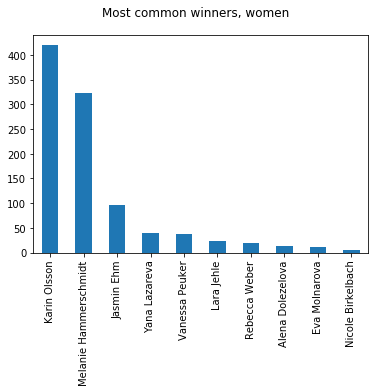 Most common winners, women
400
350
300
250
200
150
100
50
0
Karin Olsson
Melanie Hammerschmidt
Jasmin Ehm
Yana Lazareva
Vanessa Peuker
Lara Jehle
Rebecca Weber
Alena Dolezelova
Eva Molnarova
Nicole Birkelbach